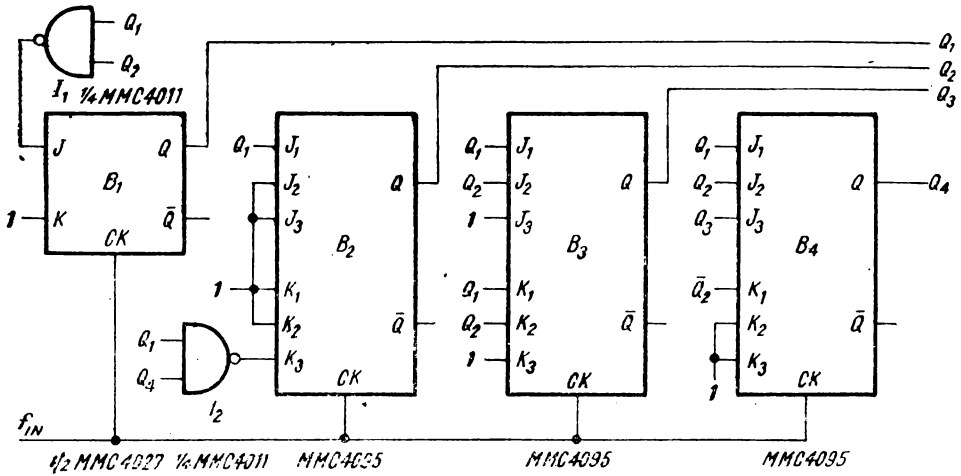 Q₁
Q₂
I₁ ¼ MMC4011
Q₁
Q₂
Q₃
J Q
B₁
1 K Q̄
CK
Q₁ J₁
J₂ Q
J₃
B₂
1 K₁
K₂ Q̄
K₃
CK
Q₁
Q₄
I₂
Q₁ J₁
Q₂ J₂ Q
1 J₃
B₃
Q₁ K₁
Q₂ K₂ Q̄
1 K₃
CK
Q₁ J₁
Q₂ J₂ Q Q₄
Q₃ J₃
B₄
Q̄₂ K₁
K₂ Q̄
K₃
1
CK
f_IN
½ MMC4027 ¼ MMC4011 MMC4095 MMC4095 MMC4095